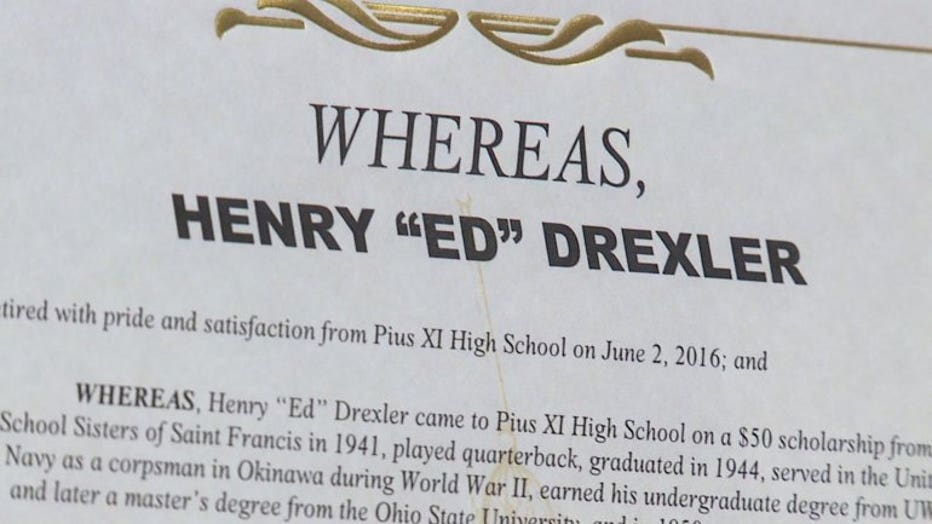 WHEREAS,
HENRY “ED” DREXLER
tired with pride and satisfaction from Pius XI High School on June 2, 2016; and
WHEREAS, Henry “Ed” Drexler came to Pius XI High School on a $50 scholarship from
School Sisters of Saint Francis in 1941, played quarterback, graduated in 1944, served in the Unit
Navy as a corpsman in Okinawa during World War II, earned his undergraduate degree from UW
and later a master’s degree from the Ohio State University, and in